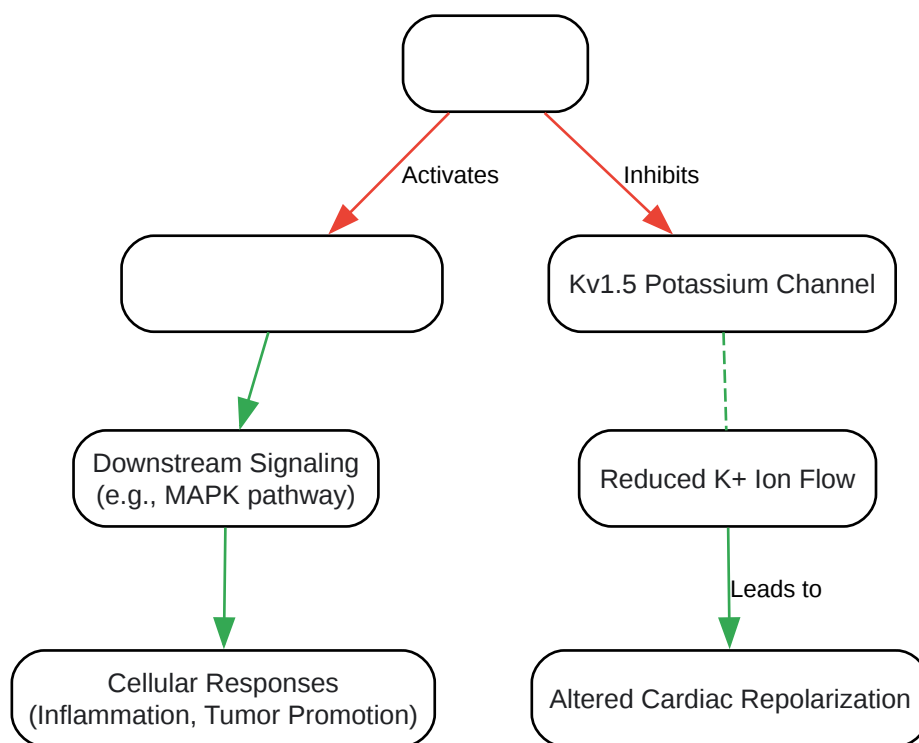 Activates
Inhibits
Kv1.5 Potassium Channel
Downstream Signaling
(e.g., MAPK pathway)
Reduced K+ Ion Flow
Leads to
Cellular Responses
(Inflammation, Tumor Promotion)
Altered Cardiac Repolarization